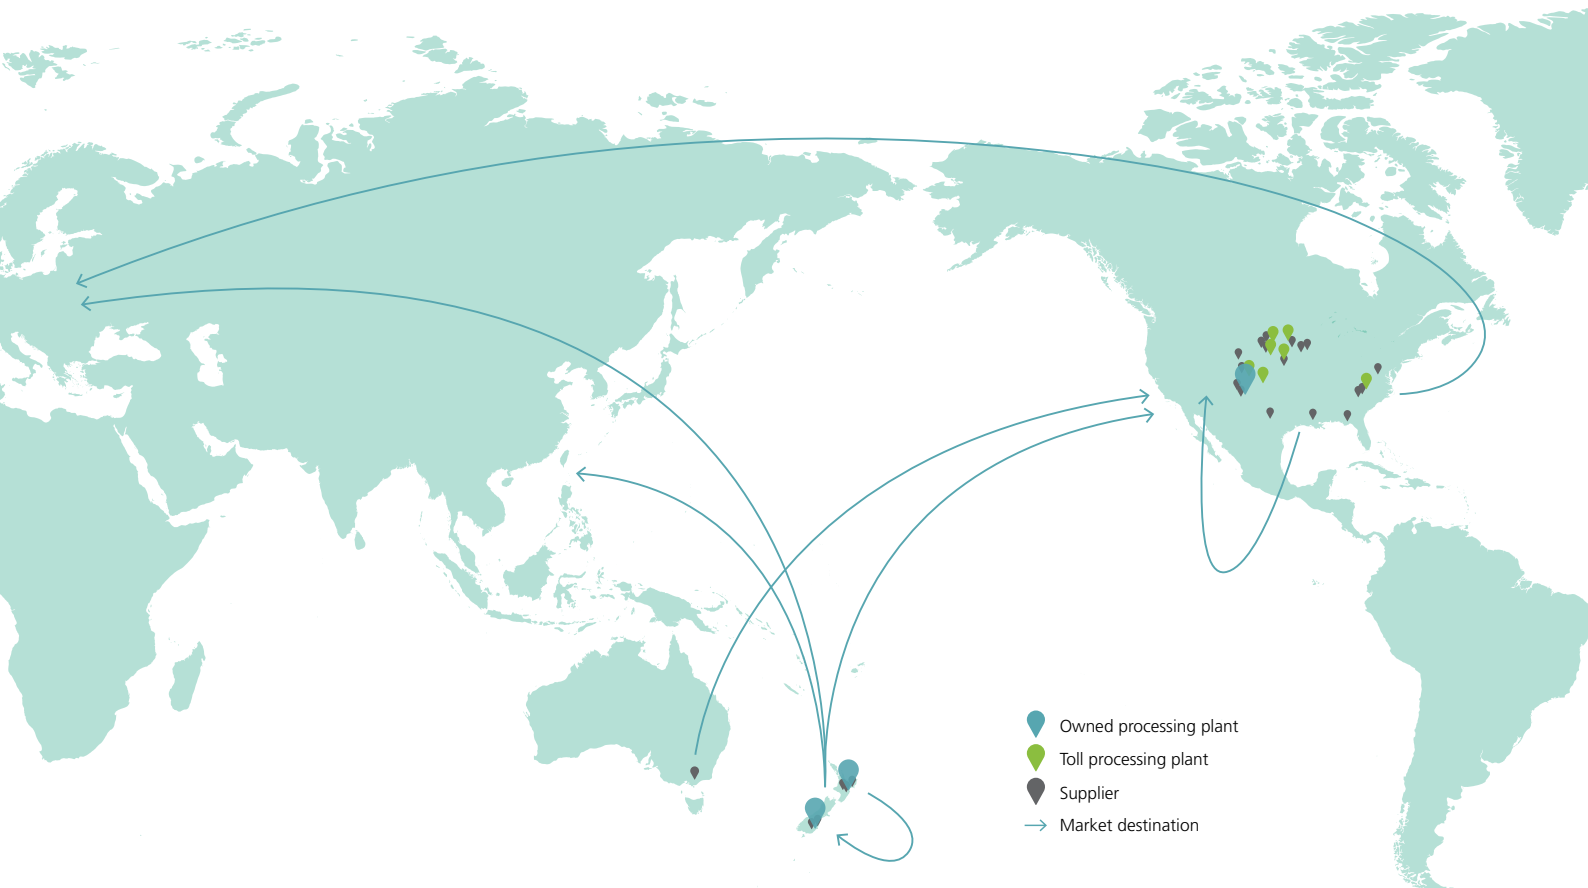 Owned processing plant
Toll processing plant
Supplier
Market destination